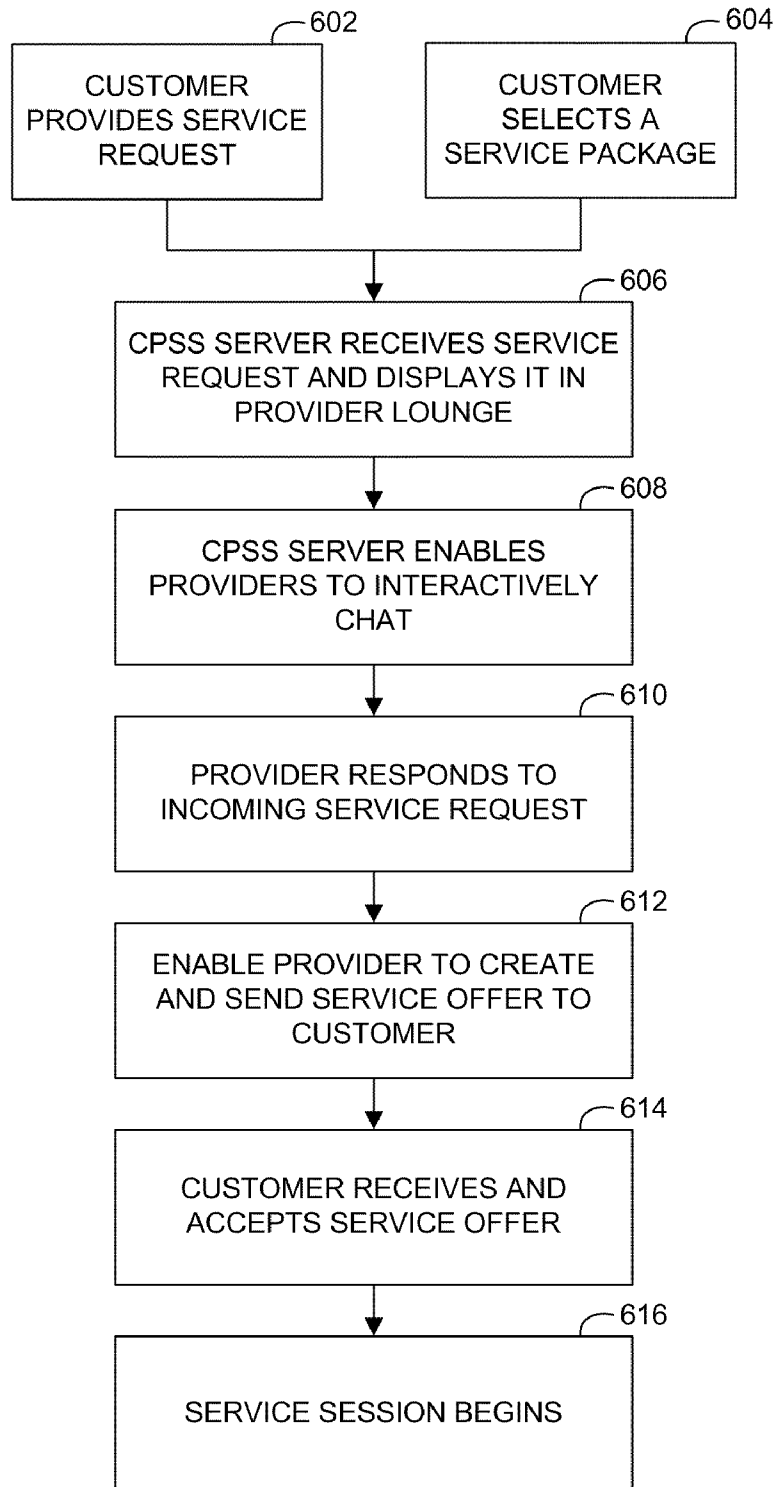 602
CUSTOMER
PROVIDES SERVICE
REQUEST
604
CUSTOMER
SELECTS A
SERVICE PACKAGE
606
CPSS SERVER RECEIVES SERVICE
REQUEST AND DISPLAYS IT IN
PROVIDER LOUNGE
608
CPSS SERVER ENABLES
PROVIDERS TO INTERACTIVELY
CHAT
610
PROVIDER RESPONDS TO
INCOMING SERVICE REQUEST
612
ENABLE PROVIDER TO CREATE
AND SEND SERVICE OFFER TO
CUSTOMER
614
CUSTOMER RECEIVES AND
ACCEPTS SERVICE OFFER
616
SERVICE SESSION BEGINS